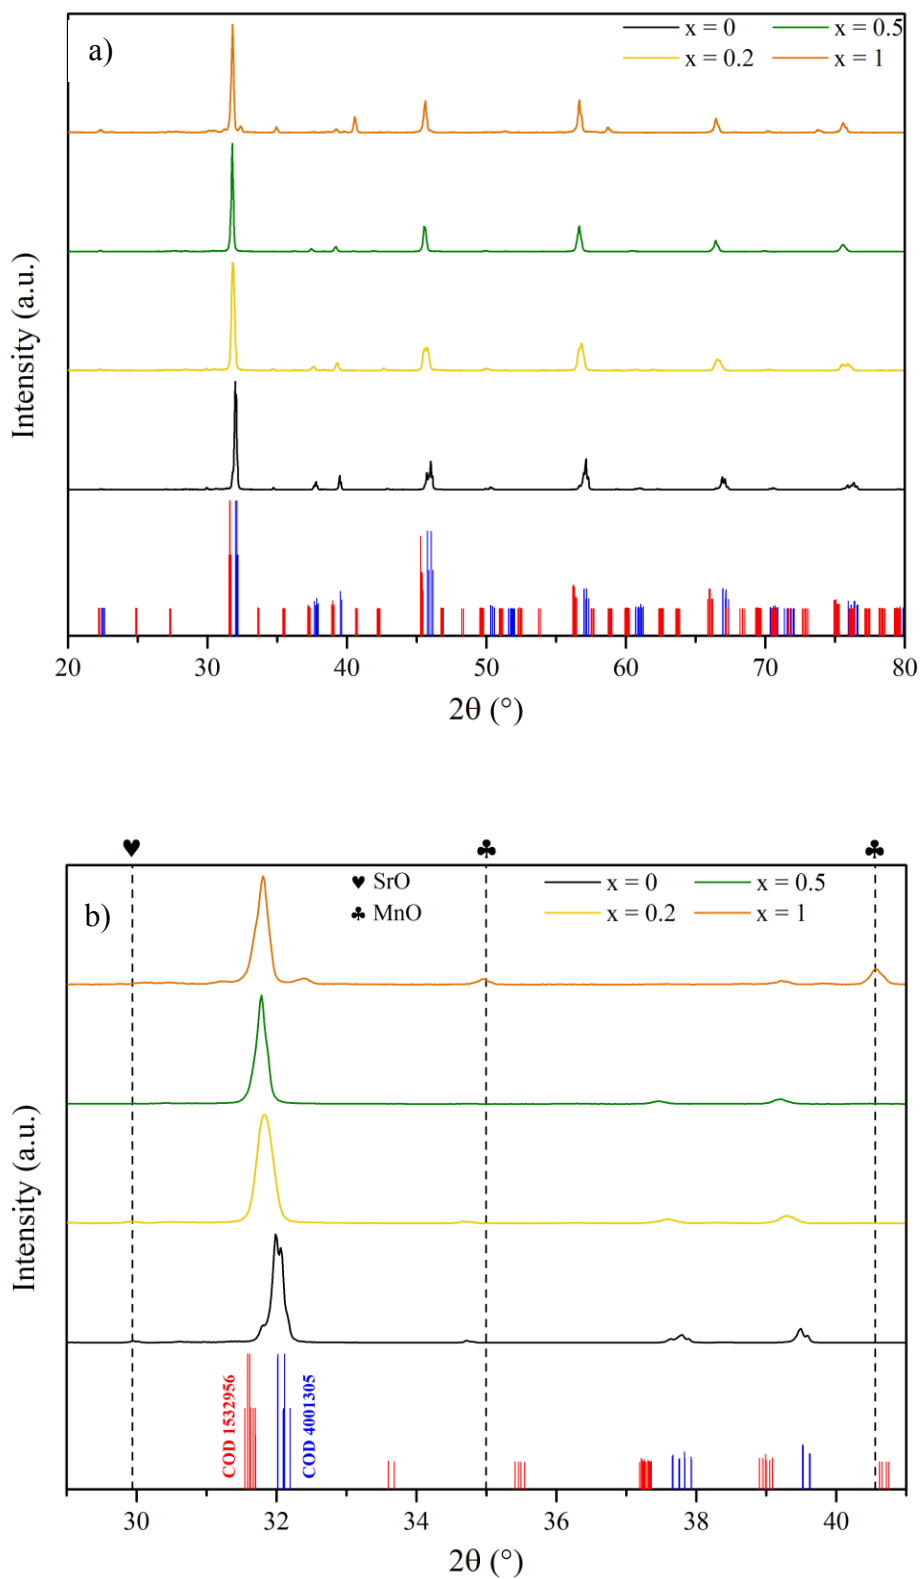 a)
x = 0
x = 0.5
x = 0.2
x = 1
Intensity (a.u.)
20
30
40
50
60
70
80
2θ (°)
♥
♣
♣
b)
♥ SrO
♣ MnO
x = 0
x = 0.5
x = 0.2
x = 1
Intensity (a.u.)
COD 1532956
COD 4001305
30
32
34
36
38
40
2θ (°)